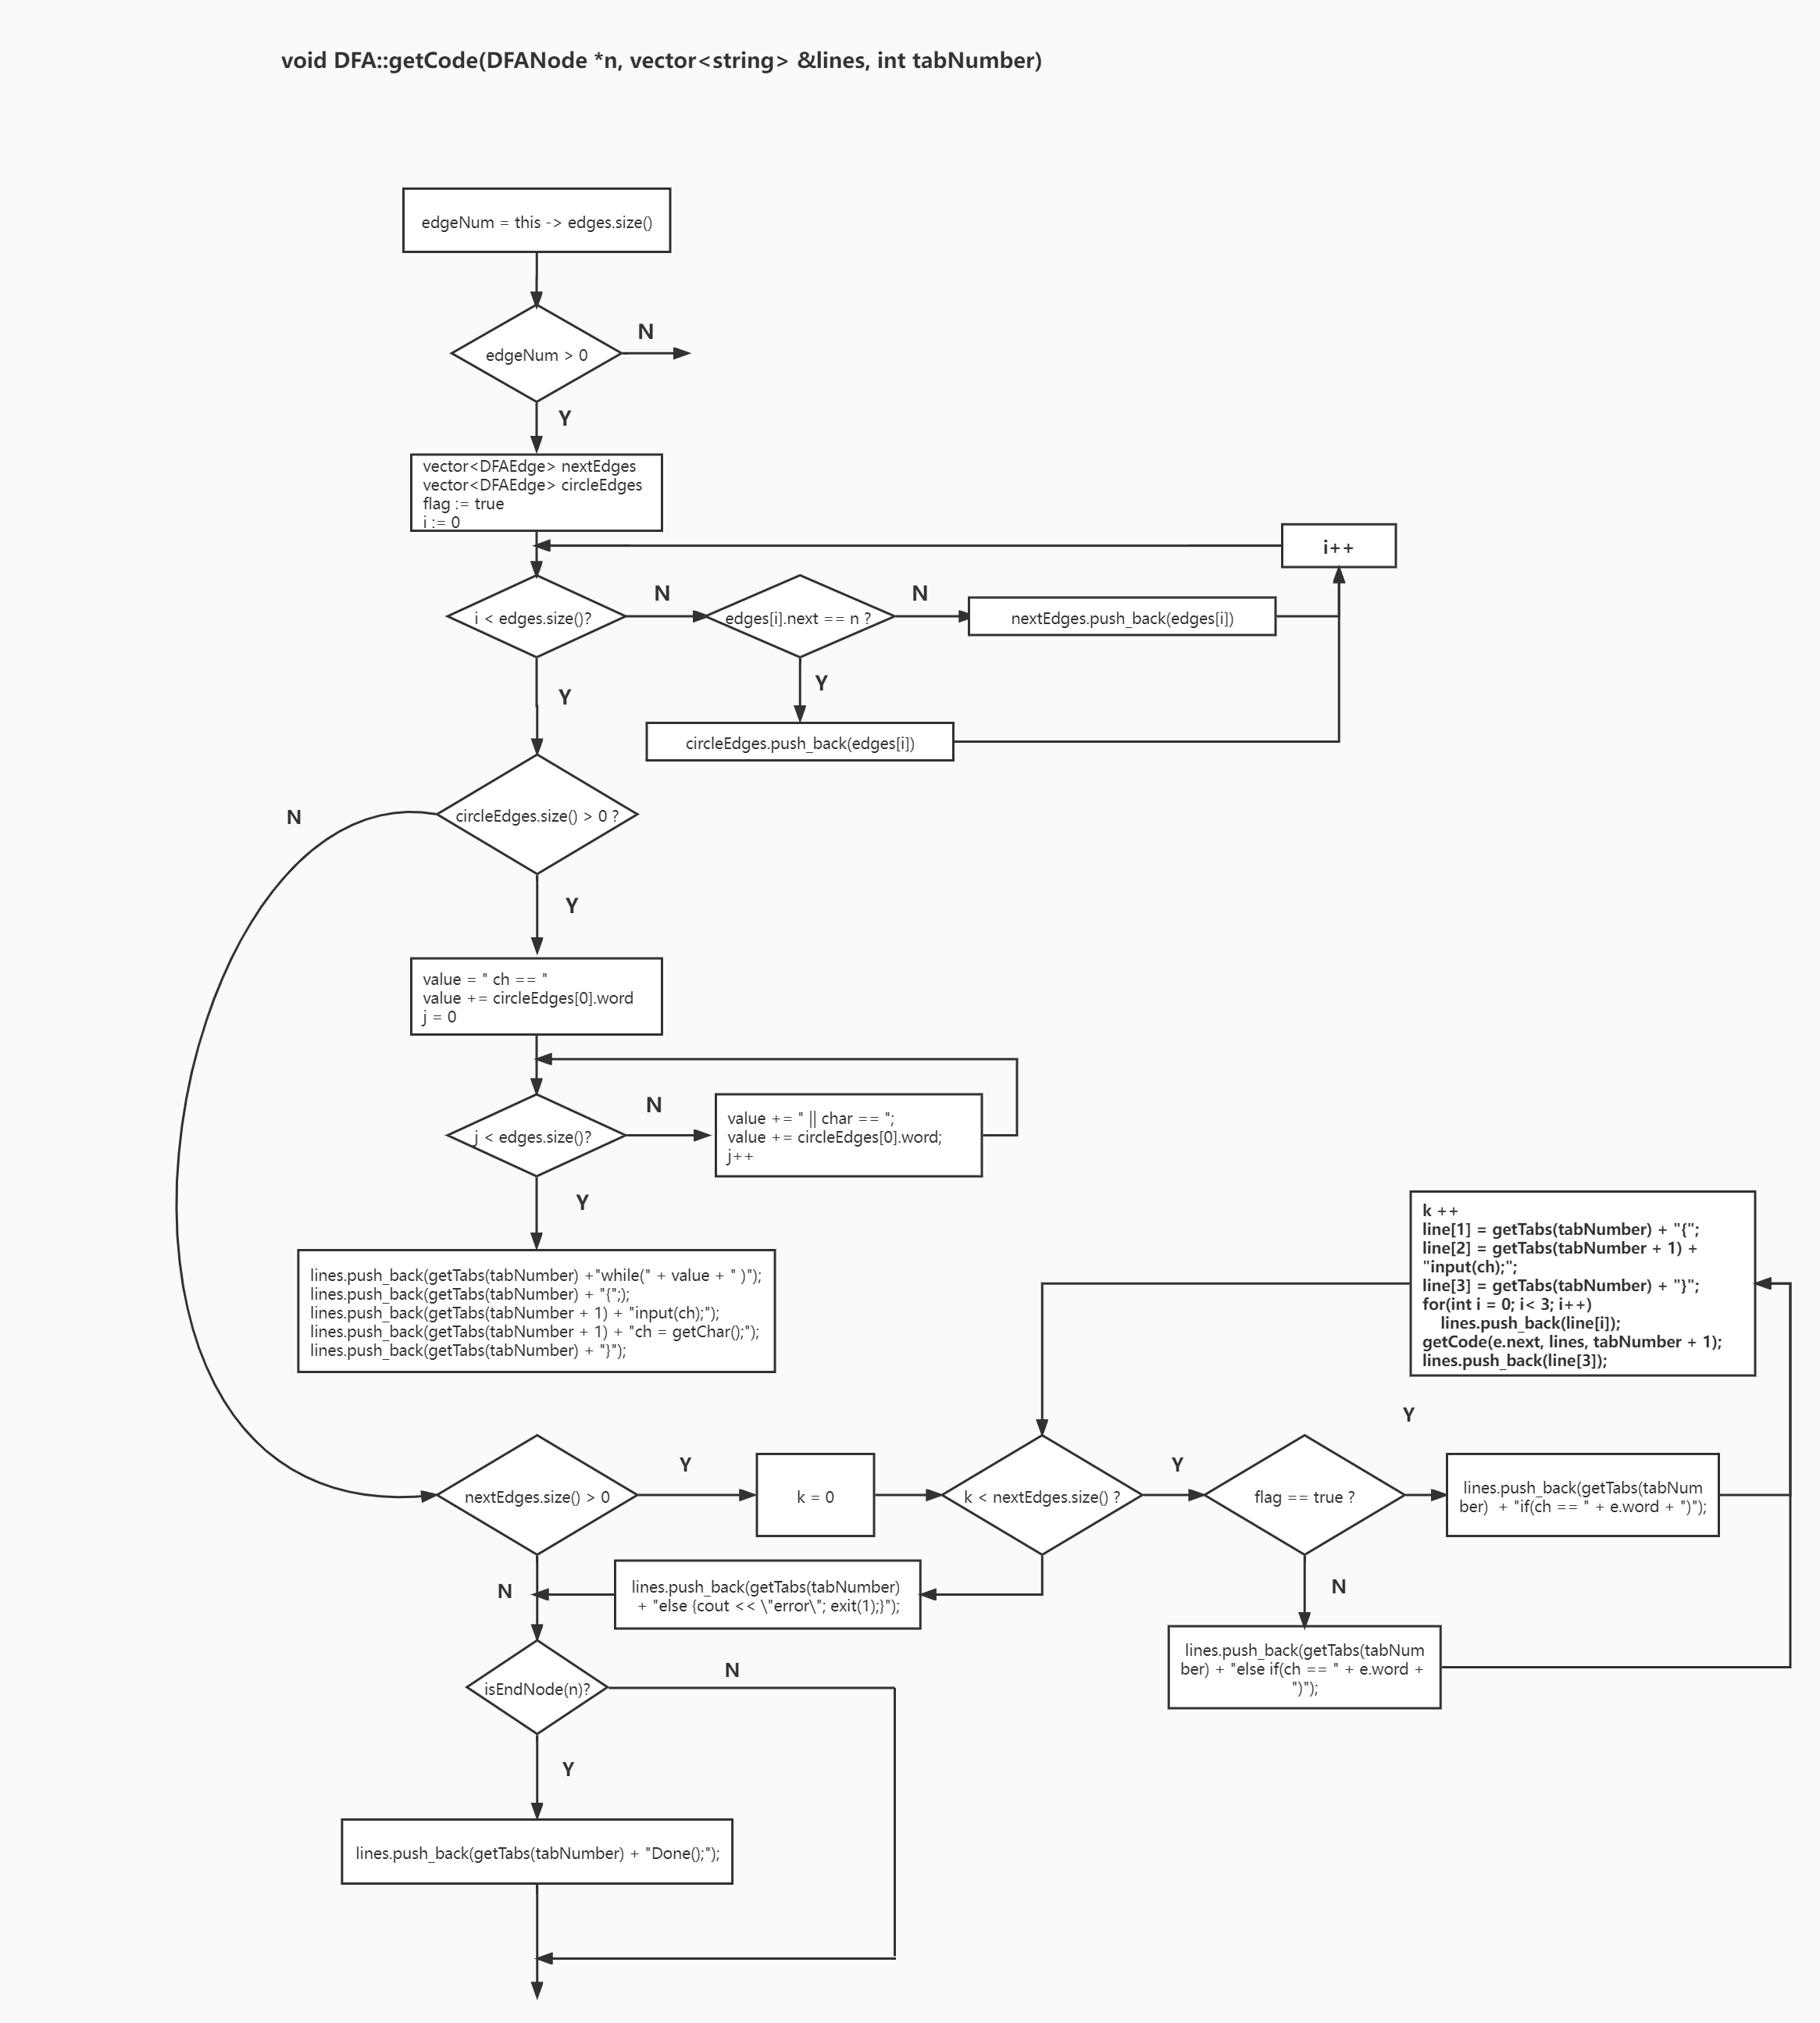 void DFA::getCode(DFANode *n, vector<string> &lines, int tabNumber)
edgeNum = this -> edges.size()
edgeNum > 0
N
Y
vector<DFAEdge> nextEdges
vector<DFAEdge> circleEdges
flag := true
i := 0
i++
i < edges.size()?
N
edges[i].next == n ?
N
nextEdges.push_back(edges[i])
Y
Y
circleEdges.push_back(edges[i])
circleEdges.size() > 0 ?
N
Y
value = " ch == "
value += circleEdges[0].word
j = 0
j < edges.size()?
N
value += " || char == ";
value += circleEdges[0].word;
j++
Y
lines.push_back(getTabs(tabNumber) +"while(" + value + " )");
lines.push_back(getTabs(tabNumber) + "{";);
lines.push_back(getTabs(tabNumber + 1) + "input(ch);");
lines.push_back(getTabs(tabNumber + 1) + "ch = getChar();");
lines.push_back(getTabs(tabNumber) + "}");
k ++
line[1] = getTabs(tabNumber) + "{";
line[2] = getTabs(tabNumber + 1) +
"input(ch);";
line[3] = getTabs(tabNumber) + "}";
for(int i = 0; i< 3; i++)
lines.push_back(line[i]);
getCode(e.next, lines, tabNumber + 1);
lines.push_back(line[3]);
nextEdges.size() > 0
Y
k = 0
k < nextEdges.size() ?
Y
flag == true ?
Y
lines.push_back(getTabs(tabNum
ber) + "if(ch == " + e.word + ")");
N
lines.push_back(getTabs(tabNumber)
+ "else {cout << \"error\"; exit(1);}");
N
lines.push_back(getTabs(tabNum
ber) + "else if(ch == " + e.word +
")");
isEndNode(n)?
N
Y
lines.push_back(getTabs(tabNumber) + "Done();");